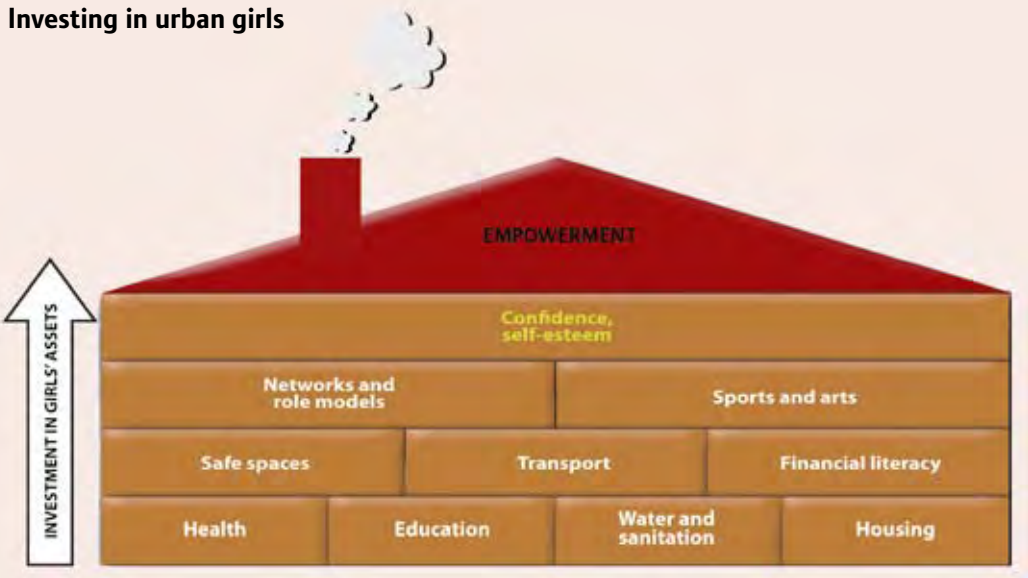 Investing in urban girls
EMPOWERMENT
INVESTMENT IN GIRLS' ASSETS
Confidence,
self-esteem
Networks and
role models
Sports and arts
Safe spaces
Transport
Financial literacy
Health
Education
Water and
sanitation
Housing